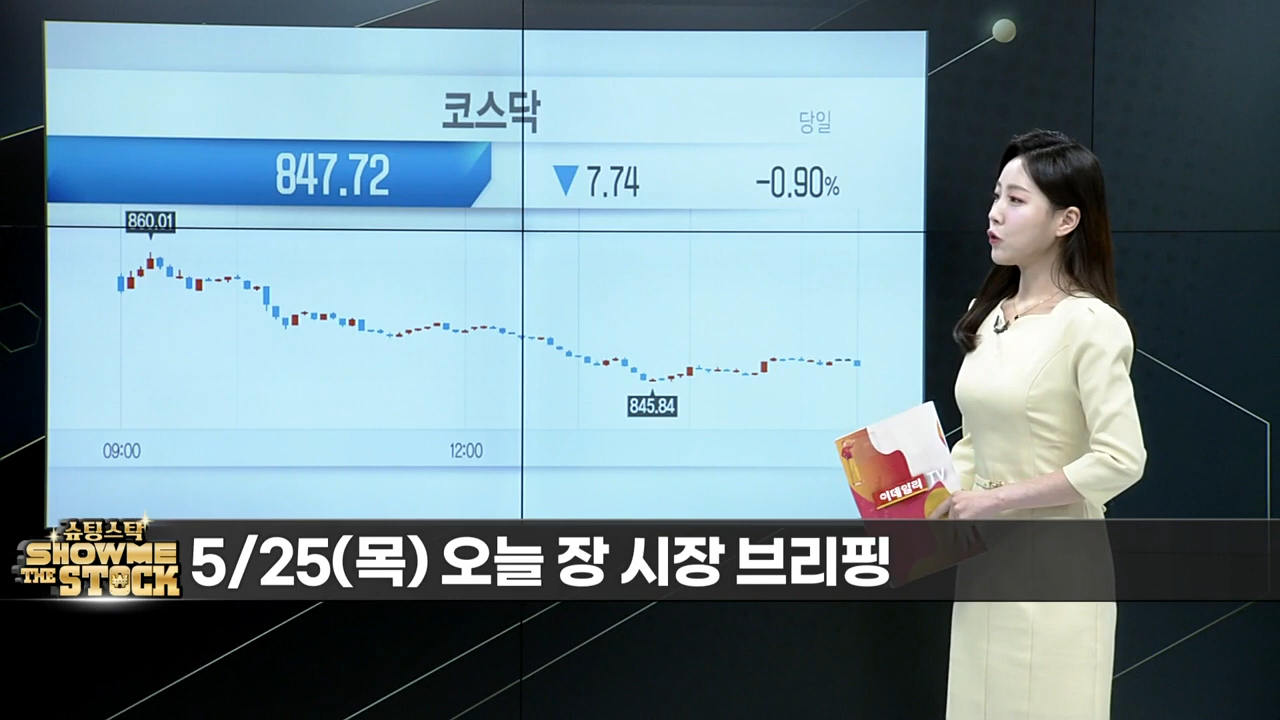 코스닥
당일
847.72
▼7.74
-0.90%
860.01
845.84
09:00
12:00
이데일리 TV
슈팅스탁
SHOW ME
THE STOCK
5/25(목) 오늘 장 시장 브리핑